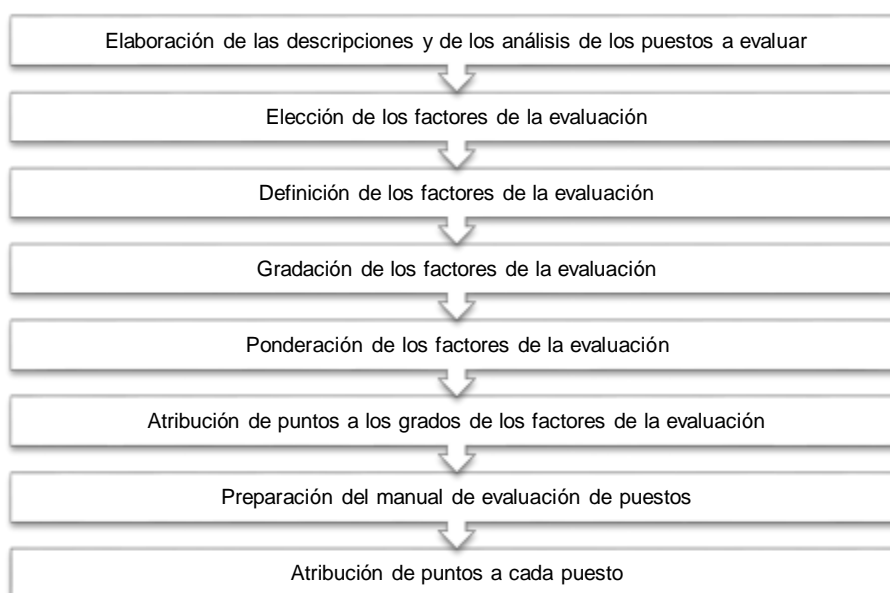 Elaboración de las descripciones y de los análisis de los puestos a evaluar
Elección de los factores de la evaluación
Definición de los factores de la evaluación
Gradación de los factores de la evaluación
Ponderación de los factores de la evaluación
Atribución de puntos a los grados de los factores de la evaluación
Preparación del manual de evaluación de puestos
Atribución de puntos a cada puesto